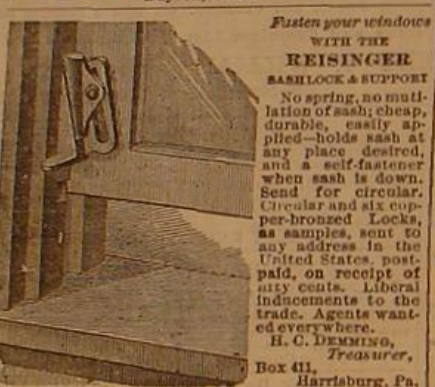 Fasten your windows
WITH THE
REISINGER
SASH LOCK & SUPPORT
No spring, no muti-
lation of sash; cheap,
durable, easily ap-
plied—holds sash at
any place desired,
and a self-fastener
when sash is down.
Send for circular.
Circular and six cop-
per-bronzed Locks,
as samples, sent to
any address in the
United States, post-
paid, on receipt of
cents. Liberal
inducements to the
trade. Agents want-
ed everywhere.
H. C. DEMMING,
Treasurer,
Box 411,
Harrisburg, Pa.